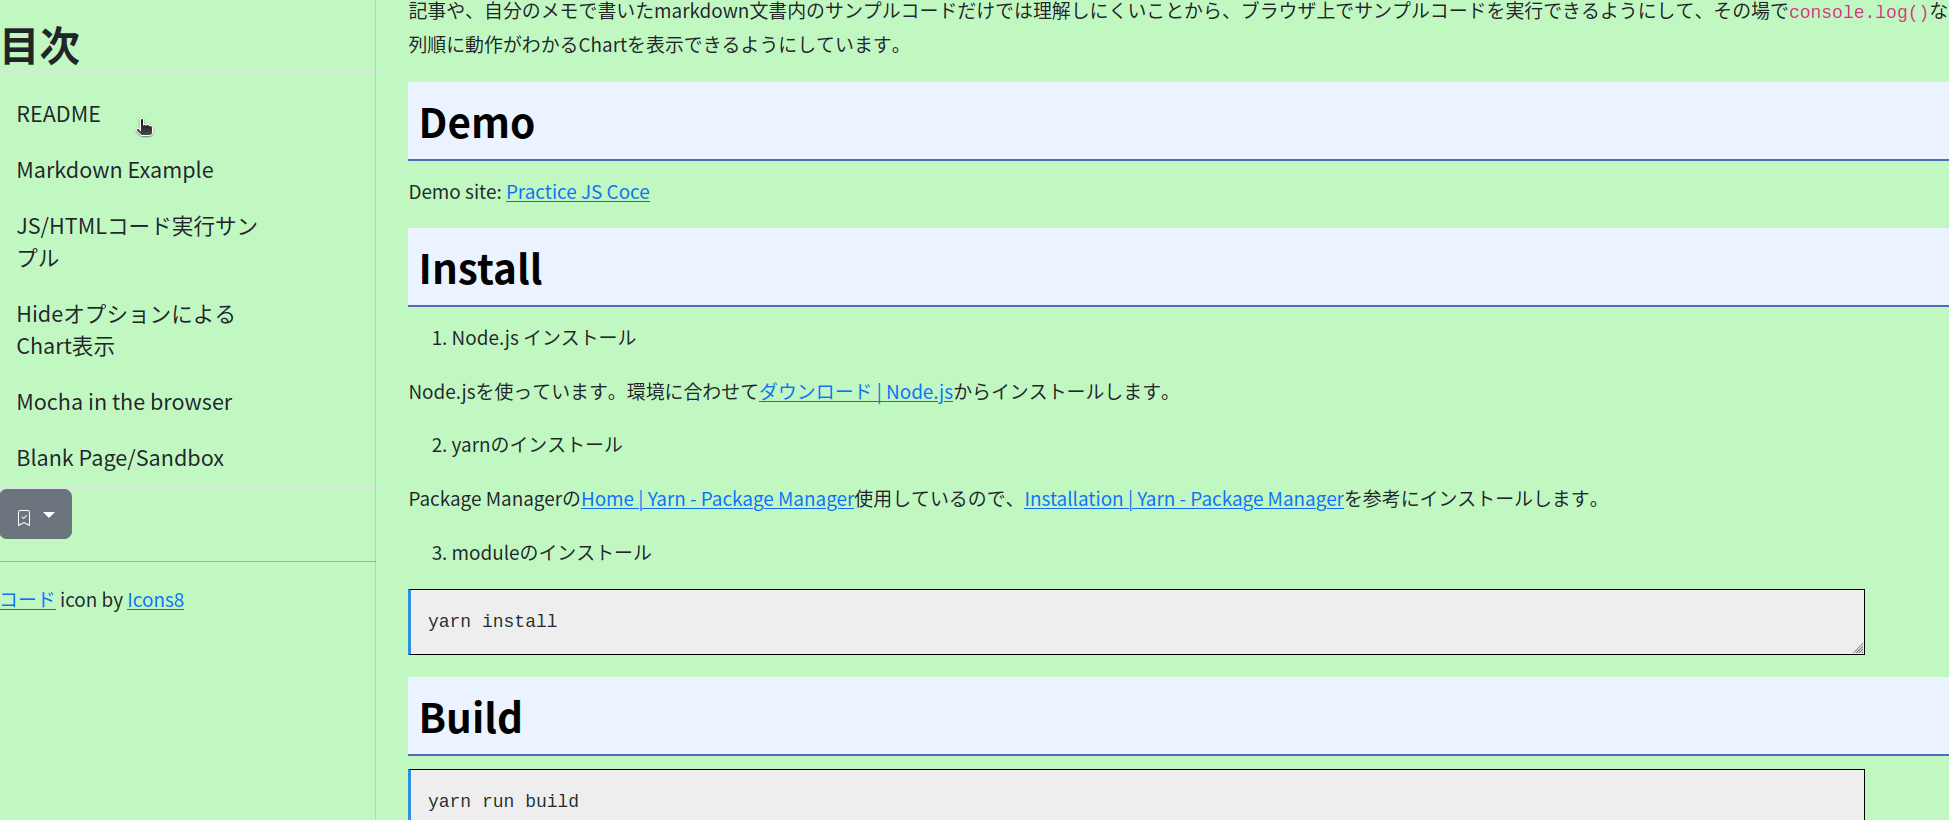 目次
README
Markdown Example
JS/HTMLコード実行サン
プル
Hideオプションによる
Chart表示
Mocha in the browser
Blank Page/Sandbox
コード icon by Icons8
記事や、自分のメモで書いたmarkdown文書内のサンプルコードだけでは理解しにくいことから、ブラウザ上でサンプルコードを実行できるようにして、その場でconsole.log()な
列順に動作がわかるChartを表示できるようにしています。
Demo
Demo site: Practice JS Coce
Install
1. Node.js インストール
Node.jsを使っています。環境に合わせてダウンロード | Node.jsからインストールします。
2. yarnのインストール
Package ManagerのHome | Yarn - Package Manager使用しているので、Installation | Yarn - Package Managerを参考にインストールします。
3. moduleのインストール
yarn install
Build
yarn run build